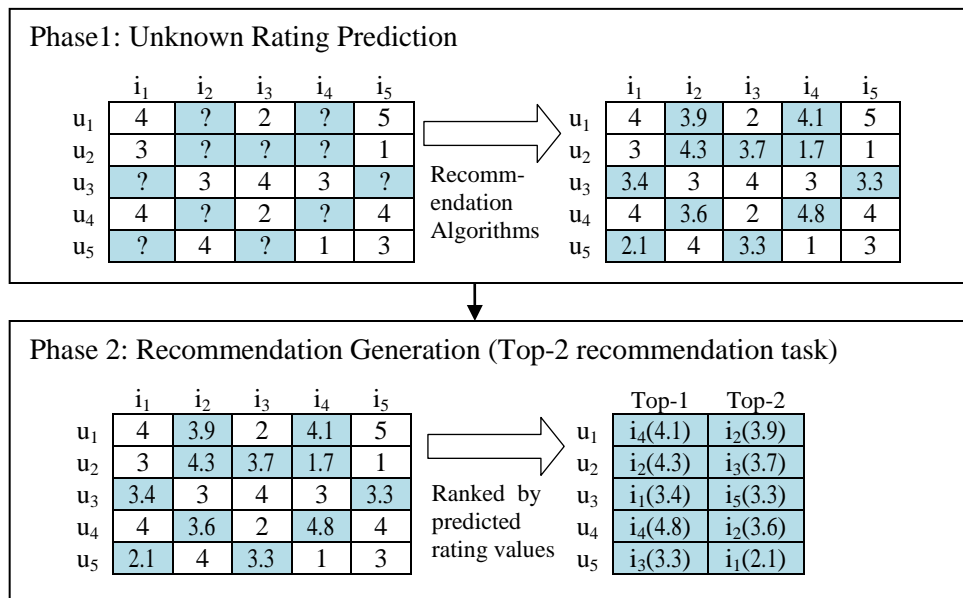 Phase1: Unknown Rating Prediction
i₁ i₂ i₃ i₄ i₅
u₁ 4 ? 2 ? 5
u₂ 3 ? ? ? 1
u₃ ? 3 4 3 ?
u₄ 4 ? 2 ? 4
u₅ ? 4 ? 1 3
Recomm-
endation
Algorithms
i₁ i₂ i₃ i₄ i₅
u₁ 4 3.9 2 4.1 5
u₂ 3 4.3 3.7 1.7 1
u₃ 3.4 3 4 3 3.3
u₄ 4 3.6 2 4.8 4
u₅ 2.1 4 3.3 1 3
Phase 2: Recommendation Generation (Top-2 recommendation task)
i₁ i₂ i₃ i₄ i₅
u₁ 4 3.9 2 4.1 5
u₂ 3 4.3 3.7 1.7 1
u₃ 3.4 3 4 3 3.3
u₄ 4 3.6 2 4.8 4
u₅ 2.1 4 3.3 1 3
Ranked by
predicted
rating values
Top-1 Top-2
u₁ i₄(4.1) i₂(3.9)
u₂ i₂(4.3) i₃(3.7)
u₃ i₁(3.4) i₅(3.3)
u₄ i₄(4.8) i₂(3.6)
u₅ i₃(3.3) i₁(2.1)